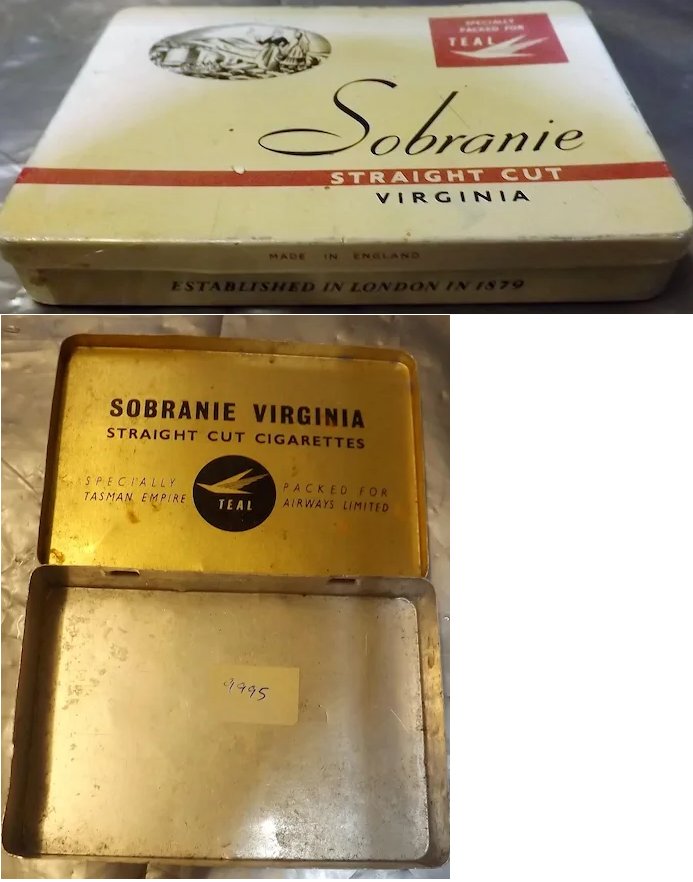 SPECIALLY
PACKED FOR
TEAL
Sobranie
STRAIGHT CUT
VIRGINIA
MADE IN ENGLAND
ESTABLISHED IN LONDON IN 1879
SOBRANIE VIRGINIA
STRAIGHT CUT CIGARETTES
SPECIALLY PACKED FOR
TASMAN EMPIRE AIRWAYS LIMITED
TEAL
9995